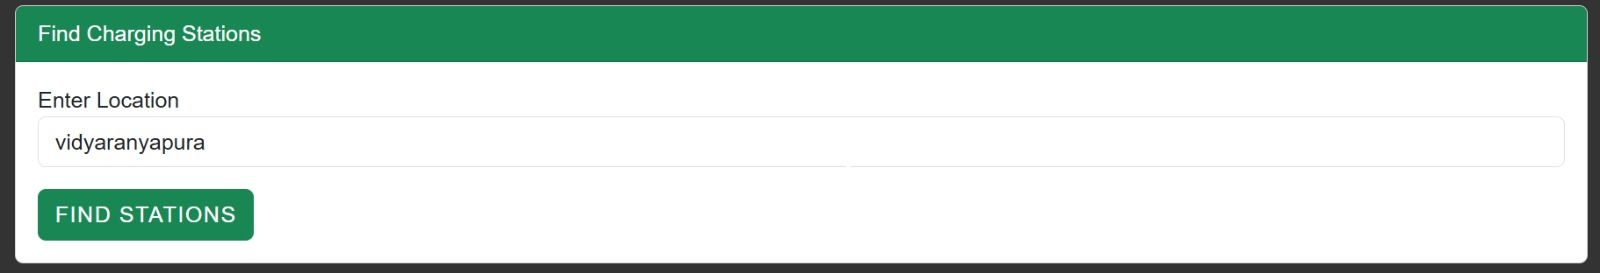 Find Charging Stations
Enter Location
vidyaranyapura
FIND STATIONS